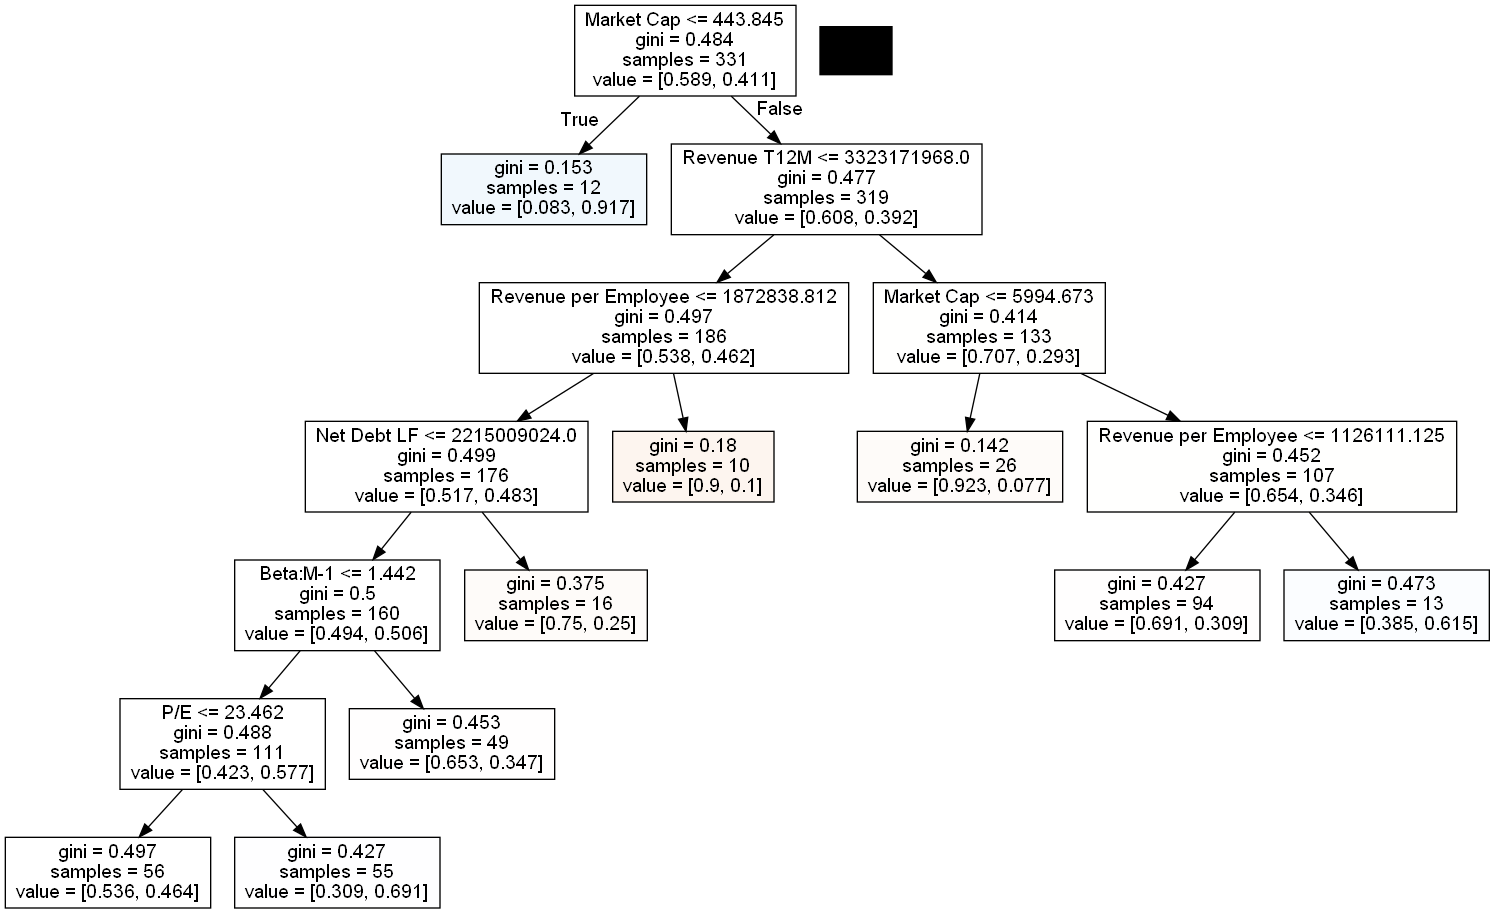 Market Cap <= 443.845
gini = 0.484
samples = 331
value = [0.589, 0.411]
True
False
gini = 0.153
samples = 12
value = [0.083, 0.917]
Revenue T12M <= 3323171968.0
gini = 0.477
samples = 319
value = [0.608, 0.392]
Revenue per Employee <= 1872838.812
gini = 0.497
samples = 186
value = [0.538, 0.462]
Market Cap <= 5994.673
gini = 0.414
samples = 133
value = [0.707, 0.293]
Net Debt LF <= 2215009024.0
gini = 0.499
samples = 176
value = [0.517, 0.483]
gini = 0.18
samples = 10
value = [0.9, 0.1]
gini = 0.142
samples = 26
value = [0.923, 0.077]
Revenue per Employee <= 1126111.125
gini = 0.452
samples = 107
value = [0.654, 0.346]
Beta:M-1 <= 1.442
gini = 0.5
samples = 160
value = [0.494, 0.506]
gini = 0.375
samples = 16
value = [0.75, 0.25]
gini = 0.427
samples = 94
value = [0.691, 0.309]
gini = 0.473
samples = 13
value = [0.385, 0.615]
P/E <= 23.462
gini = 0.488
samples = 111
value = [0.423, 0.577]
gini = 0.453
samples = 49
value = [0.653, 0.347]
gini = 0.497
samples = 56
value = [0.536, 0.464]
gini = 0.427
samples = 55
value = [0.309, 0.691]